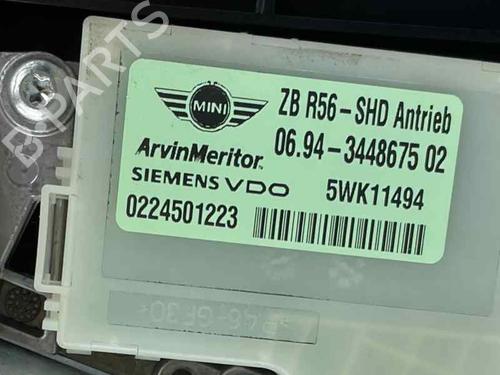 MINI
ZB R56-SHD Antrieb
06.94-3448675 02
ArvinMeritor
SIEMENS VDO
5WK11494
0224501223
B PARTS